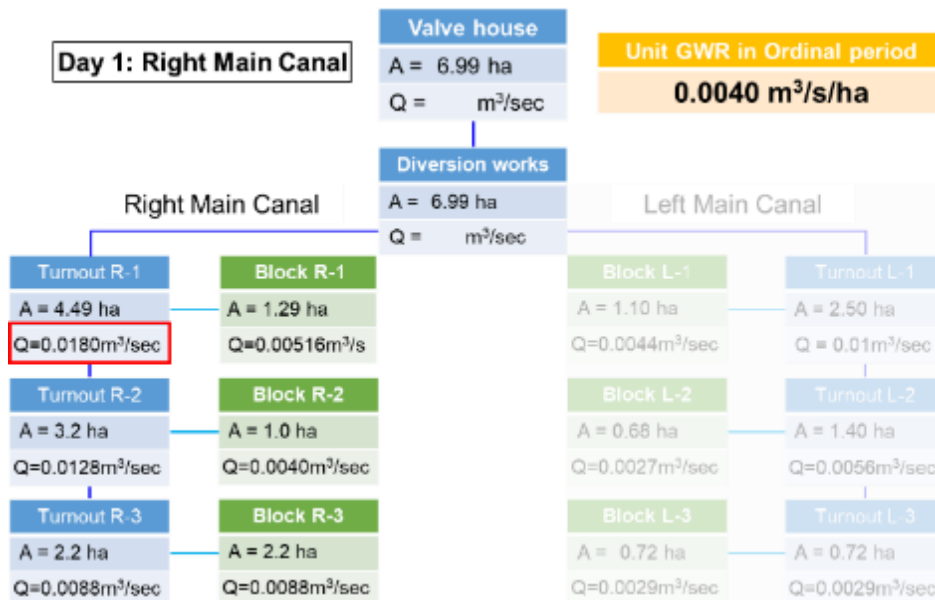 Valve house
Day 1: Right Main Canal
A = 6.99 ha
Q = m³/sec
Unit GWR in Ordinal period
0.0040 m³/s/ha
Diversion works
A = 6.99 ha
Q = m³/sec
Right Main Canal
Left Main Canal
Turnout R-1
A = 4.49 ha
Q=0.0180m³/sec
Block R-1
A = 1.29 ha
Q=0.00516m³/s
Block L-1
A = 1.10 ha
Q=0.0044m³/sec
Turnout L-1
A = 2.50 ha
Q = 0.01m³/sec
Turnout R-2
A = 3.2 ha
Q=0.0128m³/sec
Block R-2
A = 1.0 ha
Q=0.0040m³/sec
Block L-2
A = 0.68 ha
Q=0.0027m³/sec
Turnout L-2
A = 1.40 ha
Q=0.0056m³/sec
Turnout R-3
A = 2.2 ha
Q=0.0088m³/sec
Block R-3
A = 2.2 ha
Q=0.0088m³/sec
Block L-3
A = 0.72 ha
Q=0.0029m³/sec
Turnout L-3
A = 0.72 ha
Q=0.0029m³/sec